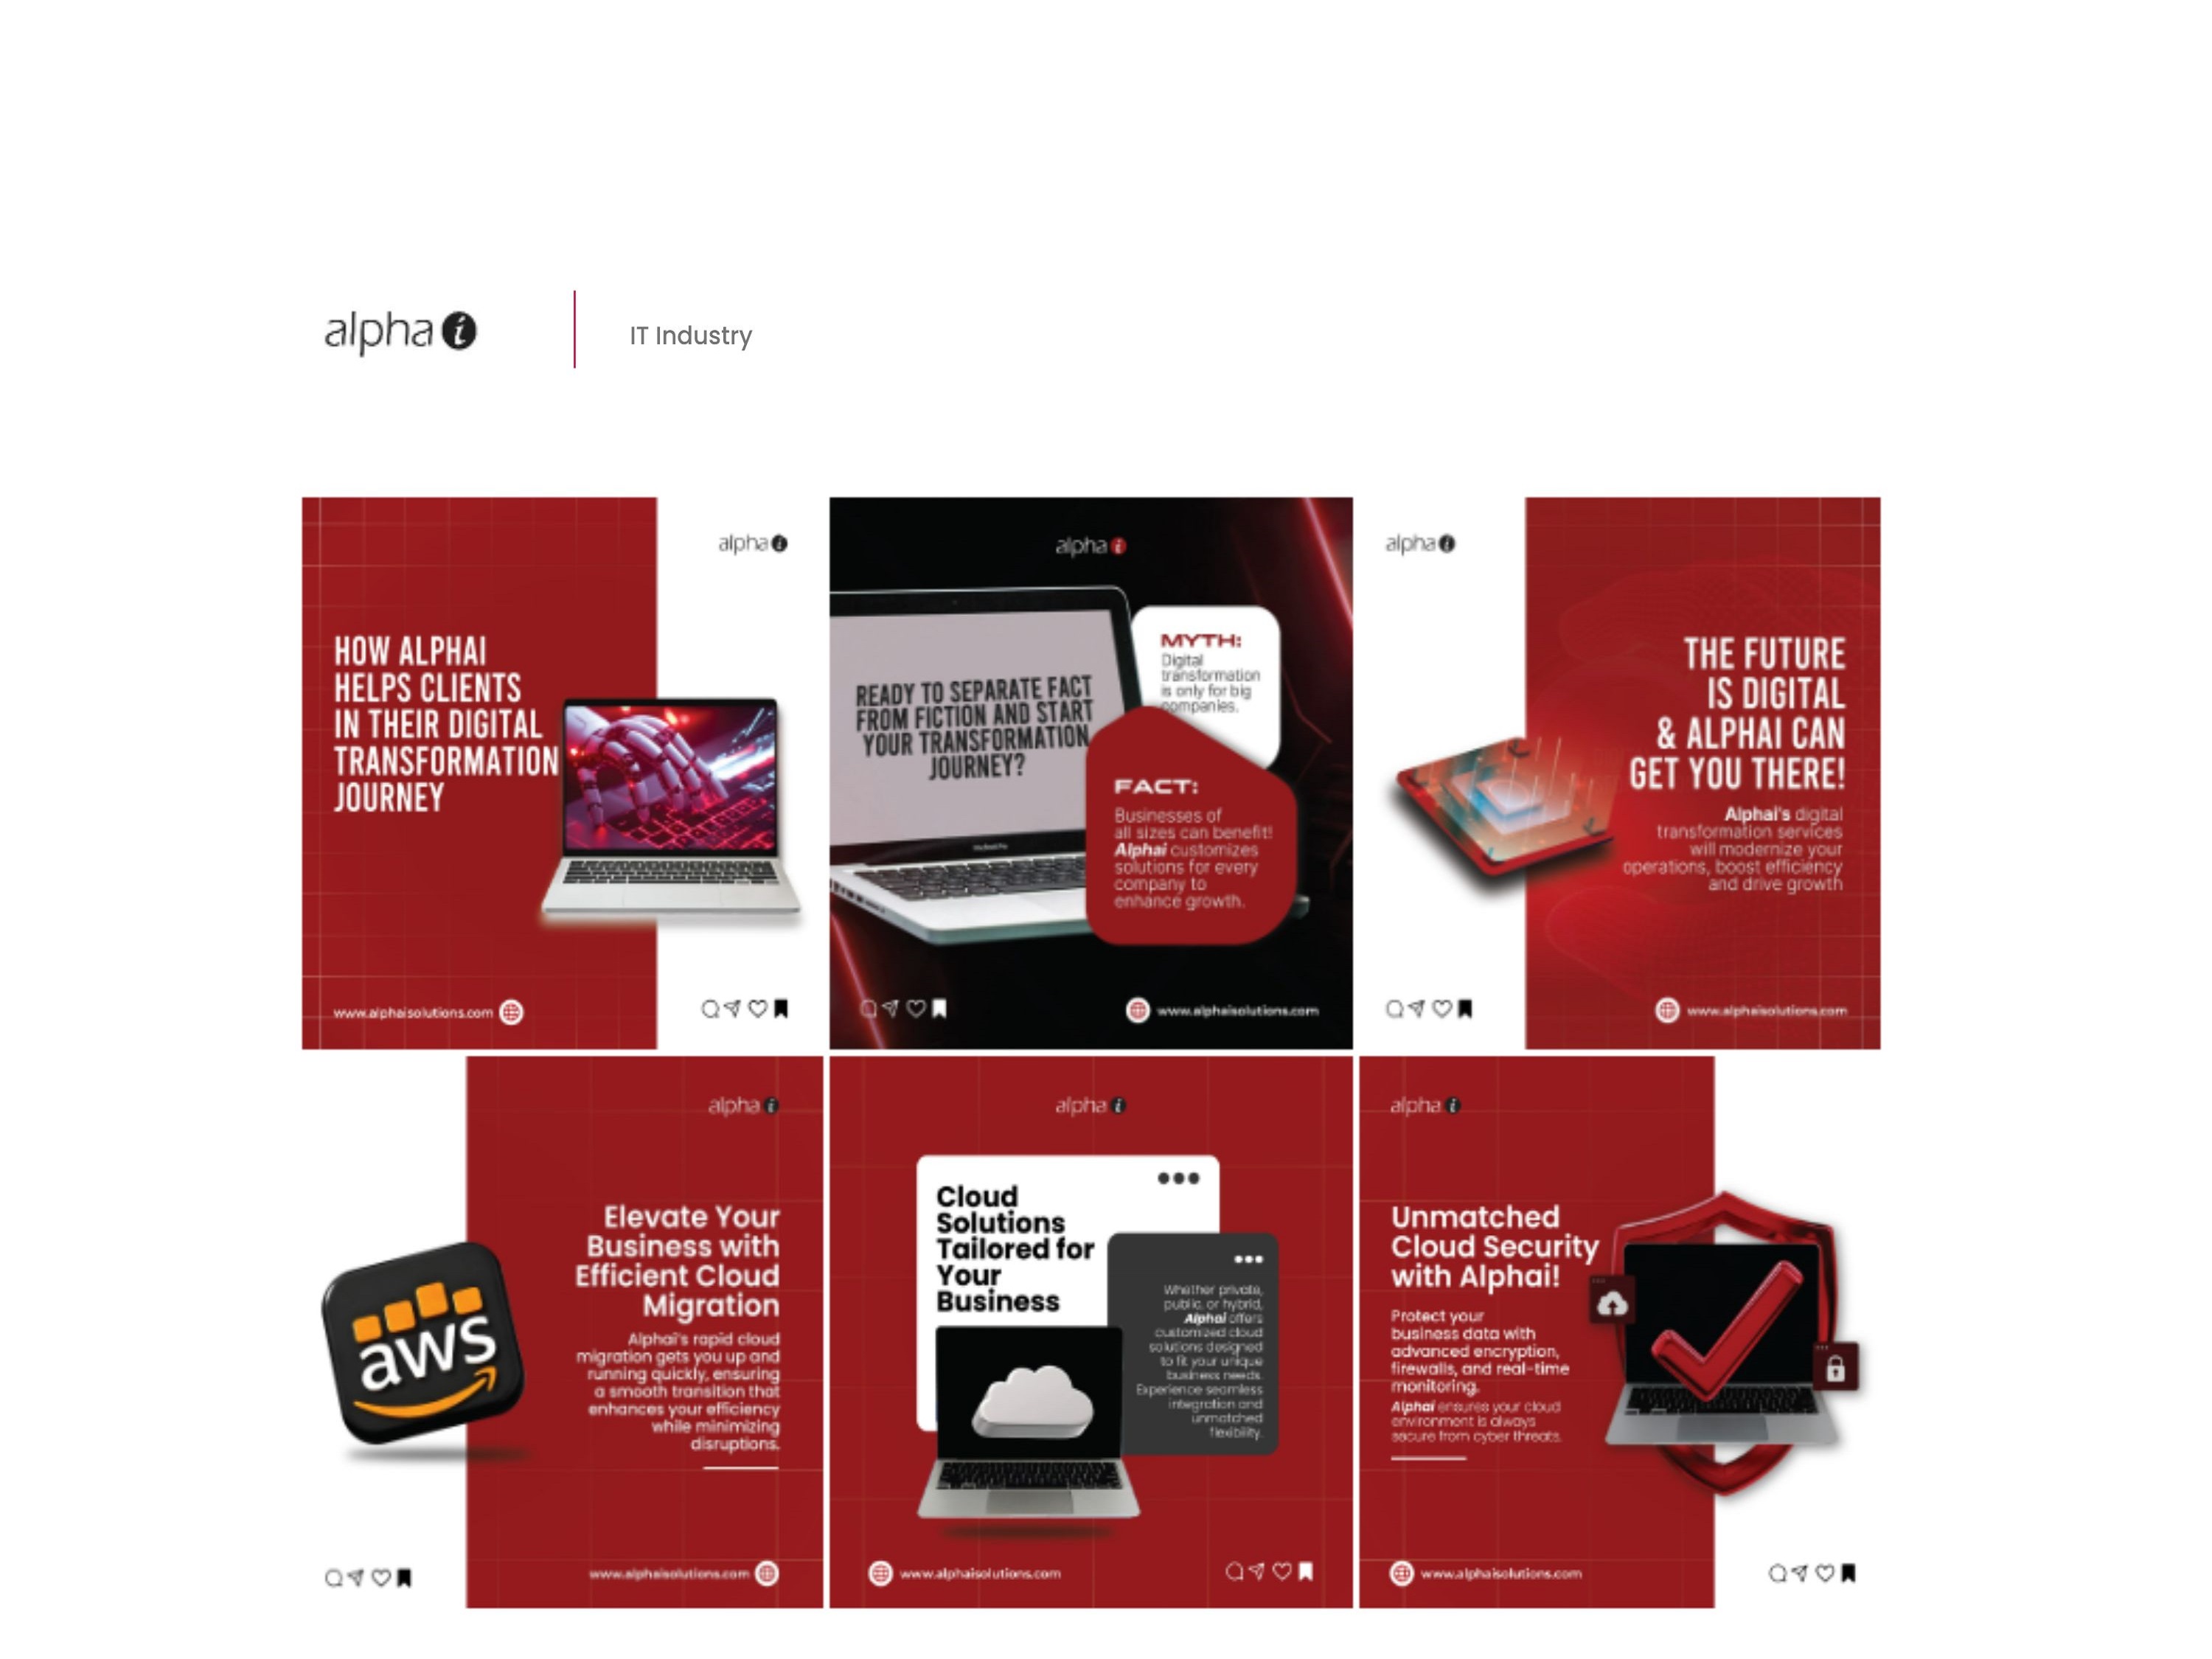 alpha i
IT Industry
alpha i
HOW ALPHAI
HELPS CLIENTS
IN THEIR DIGITAL
TRANSFORMATION
JOURNEY
www.alphaisolutions.com
alpha i
READY TO SEPARATE FACT
FROM FICTION AND START
YOUR TRANSFORMATION
JOURNEY?
MYTH:
Digital
transformation
is only for big
companies.
FACT:
Businesses of
all sizes can benefit!
Alphai customizes
solutions for every
company to
enhance growth.
www.alphaisolutions.com
alpha i
THE FUTURE
IS DIGITAL
& ALPHAI CAN
GET YOU THERE!
Alphai's digital
transformation services
will modernize your
operations, boost efficiency
and drive growth
www.alphaisolutions.com
alpha i
aws
Elevate Your
Business with
Efficient Cloud
Migration
Alphai's rapid cloud
migration gets you up and
running quickly, ensuring
a smooth transition that
enhances your efficiency
while minimizing
disruptions.
www.alphaisolutions.com
alpha i
Cloud
Solutions
Tailored for
Your
Business
Whether private,
public, or hybrid,
Alphai offers
customized cloud
solutions designed
to fit your unique
business needs.
Experience seamless
integration and
unmatched
flexibility.
www.alphaisolutions.com
alpha i
Unmatched
Cloud Security
with Alphai!
Protect your
business data with
advanced encryption,
firewalls, and real-time
monitoring.
Alphai ensures your cloud
environment is always
secure from cyber threats.
www.alphaisolutions.com